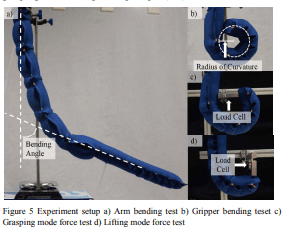 a)
Bending
Angle
b)
Radius of Curvature
c)
Load Cell
d)
Load
Cell
Figure 5 Experiment setup a) Arm bending test b) Gripper bending teset c)
Grasping mode force test d) Lifting mode force test